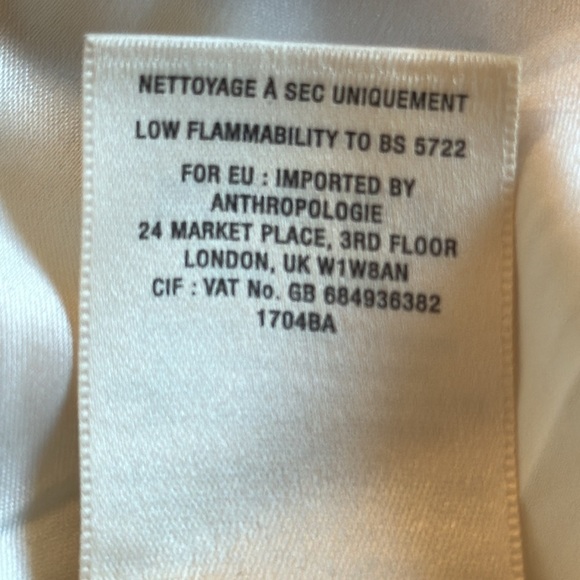 NETTOYAGE À SEC UNIQUEMENT
LOW FLAMMABILITY TO BS 5722
FOR EU : IMPORTED BY
ANTHROPOLOGIE
24 MARKET PLACE, 3RD FLOOR
LONDON, UK W1W8AN
CIF : VAT No. GB 684936382
1704BA